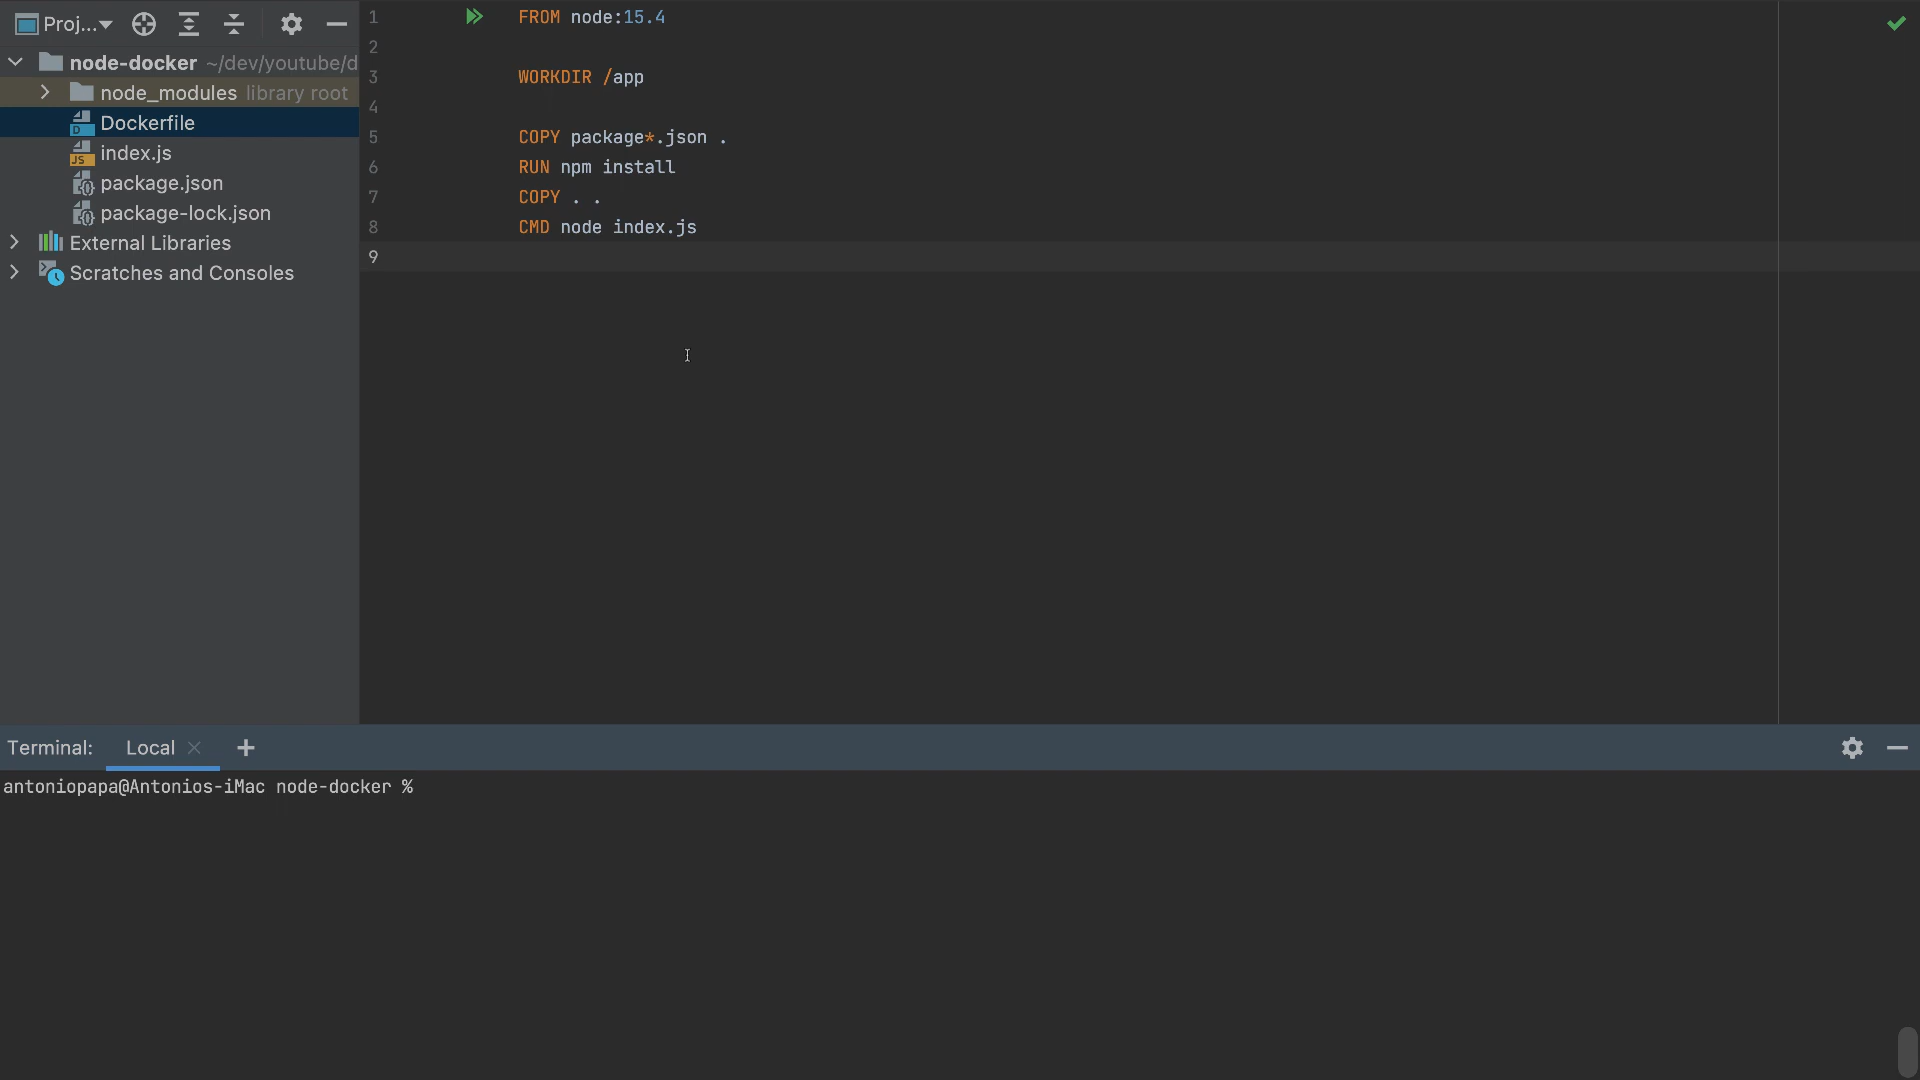 Proj...
node-docker ~/dev/youtube/d
node_modules library root
Dockerfile
index.js
package.json
package-lock.json
External Libraries
Scratches and Consoles
1 FROM node:15.4
2
3 WORKDIR /app
4
5 COPY package*.json .
6 RUN npm install
7 COPY . .
8 CMD node index.js
9
Terminal: Local
antoniopapa@Antonios-iMac node-docker %